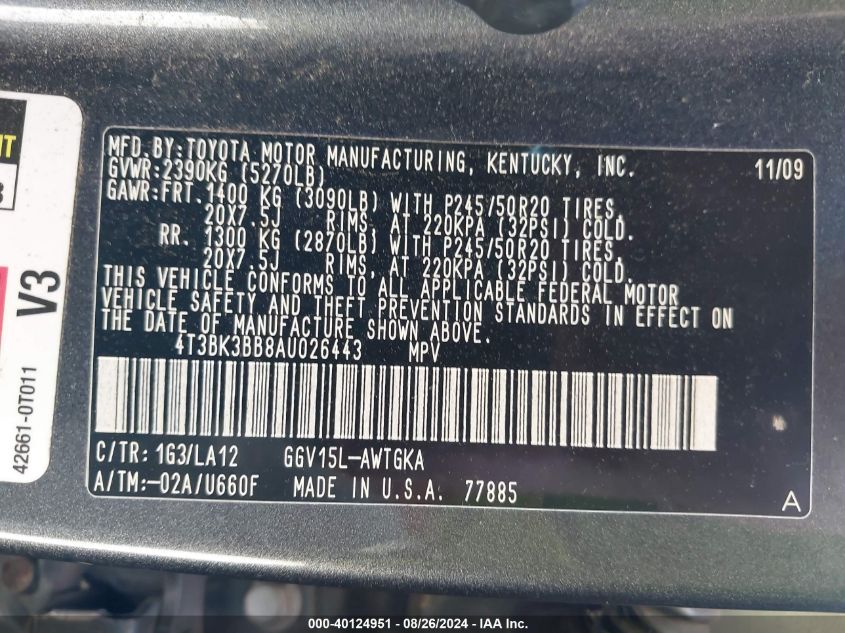 MFD.BY:TOYOTA MOTOR MANUFACTURING, KENTUCKY, INC. 11/09
GVWR:2390KG (5270LB)
GAWR:FRT. 1400 KG (3090LB) WITH P245/50R20 TIRES,
20X7.5J RIMS, AT 220KPA (32PSI) COLD.
RR. 1300 KG (2870LB) WITH P245/50R20 TIRES,
20X7.5J RIMS, AT 220KPA (32PSI) COLD.
THIS VEHICLE CONFORMS TO ALL APPLICABLE FEDERAL MOTOR
VEHICLE SAFETY AND THEFT PREVENTION STANDARDS IN EFFECT ON
THE DATE OF MANUFACTURE SHOWN ABOVE.
4T3BK3BB8AU026443 MPV
C/TR: 1G3/LA12 GGV15L-AWTGKA
A/TM:-02A/U660F MADE IN U.S.A. 77885
A
V3
42661-0T011
000-40124951 - 08/26/2024 - IAA Inc.